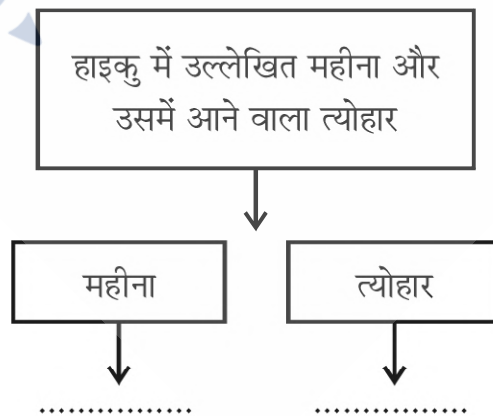 हाइकु में उल्लेखित महीना और
उसमें आने वाला त्योहार
महीना
त्योहार
................
................